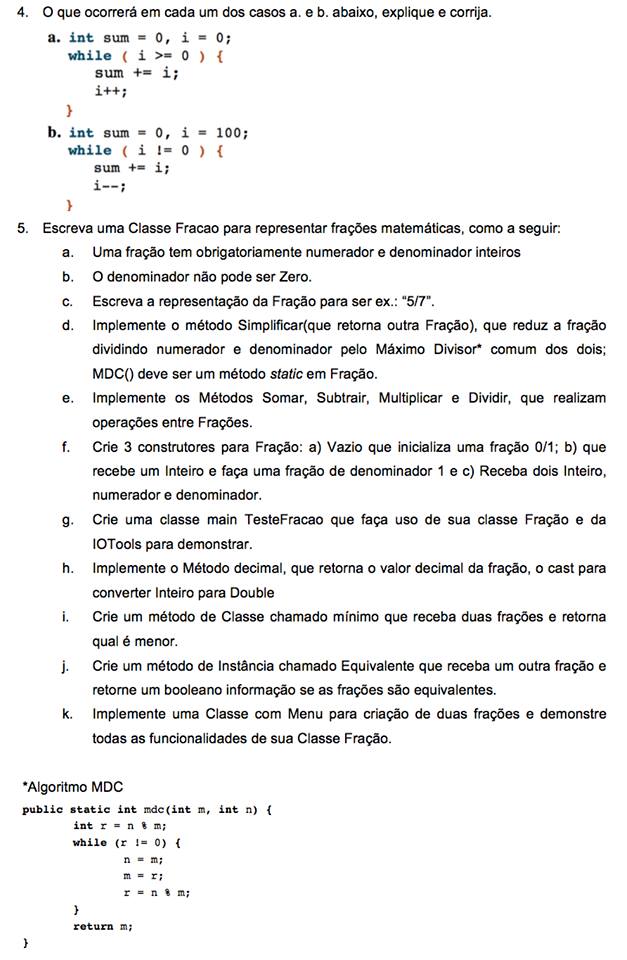 4. O que ocorrerá em cada um dos casos a. e b. abaixo, explique e corrija.
a. int sum = 0, i = 0;
while ( i >= 0 ) {
sum += i;
i++;
}
b. int sum = 0, i = 100;
while ( i != 0 ) {
sum += i;
i--;
}
5. Escreva uma Classe Fracao para representar frações matemáticas, como a seguir:
a. Uma fração tem obrigatoriamente numerador e denominador inteiros
b. O denominador não pode ser Zero.
c. Escreva a representação da Fração para ser ex.: “5/7”.
d. Implemente o método Simplificar(que retorna outra Fração), que reduz a fração
dividindo numerador e denominador pelo Máximo Divisor* comum dos dois;
MDC() deve ser um método static em Fração.
e. Implemente os Métodos Somar, Subtrair, Multiplicar e Dividir, que realizam
operações entre Frações.
f. Crie 3 construtores para Fração: a) Vazio que inicializa uma fração 0/1; b) que
recebe um Inteiro e faça uma fração de denominador 1 e c) Receba dois Inteiro,
numerador e denominador.
g. Crie uma classe main TesteFracao que faça uso de sua classe Fração e da
IOTools para demonstrar.
h. Implemente o Método decimal, que retorna o valor decimal da fração, o cast para
converter Inteiro para Double
i. Crie um método de Classe chamado mínimo que receba duas frações e retorna
qual é menor.
j. Crie um método de Instância chamado Equivalente que receba um outra fração e
retorne um booleano informação se as frações são equivalentes.
k. Implemente uma Classe com Menu para criação de duas frações e demonstre
todas as funcionalidades de sua Classe Fração.
*Algoritmo MDC
public static int mdc(int m, int n) {
int r = n % m;
while (r != 0) {
n = m;
m = r;
r = n % m;
}
return m;
}